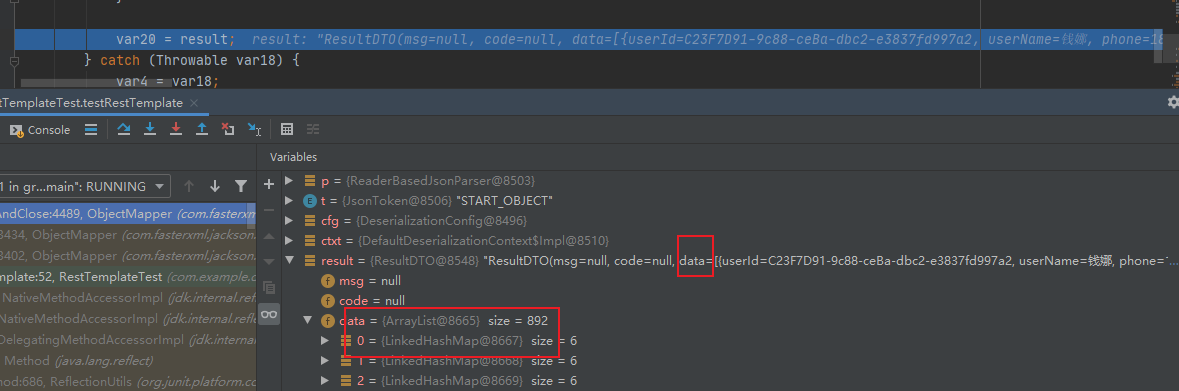 var20 = result; result: "ResultDTO(msg=null, code=null, data=[{userId=C23F7D91-9c88-ceBa-dbc2-e3837fd997a2, userName=钱娜, phone=18
} catch (Throwable var18) {
var4 = var18;
tTemplateTest.testRestTemplate
Console
Variables
1 in gr...main": RUNNING
p = {ReaderBasedJsonParser@8503}
AndClose:4489, ObjectMapper (com.fasterxml
t = {JsonToken@8506} "START_OBJECT"
3434, ObjectMapper (com.fasterxml.jackson.
cfg = {DeserializationConfig@8496}
3402, ObjectMapper (com.fasterxml.jackson.
ctxt = {DefaultDeserializationContext$Impl@8510}
mplate:52, RestTemplateTest (com.example.c
result = {ResultDTO@8548} "ResultDTO(msg=null, code=null, data=[{userId=C23F7D91-9c88-ceBa-dbc2-e3837fd997a2, userName=钱娜, phone=1...
NativeMethodAccessorImpl (jdk.internal.refl
msg = null
NativeMethodAccessorImpl (jdk.internal.refl
code = null
DelegatingMethodAccessorImpl (jdk.internal.
data = {ArrayList@8665} size = 892
Method (java.lang.reflect)
0 = {LinkedHashMap@8667} size = 6
1 = {LinkedHashMap@8668} size = 6
nod:686, ReflectionUtils (org.junit.platform.co
2 = {LinkedHashMap@8669} size = 6